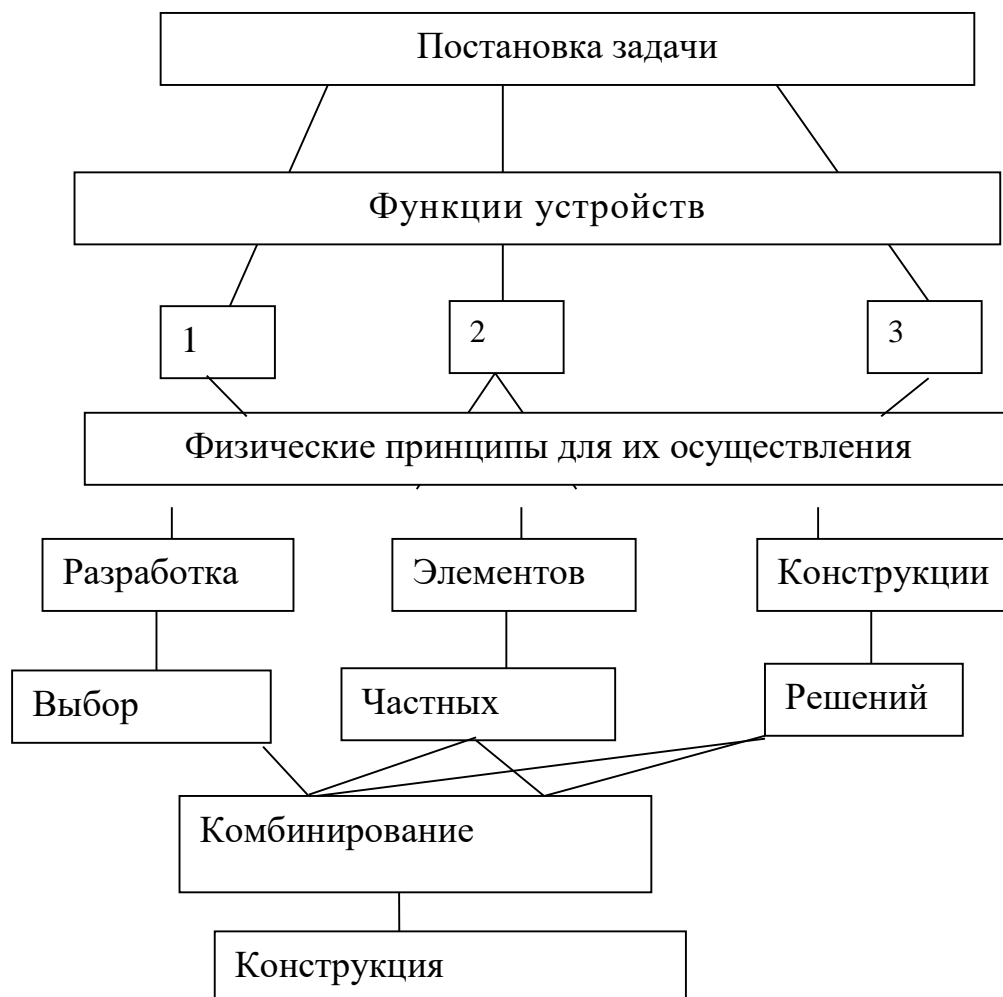 Постановка задачи
Функции устройств
1 2 3
Физические принципы для их осуществления
Разработка Элементов Конструкции
Выбор Частных Решений
Комбинирование
Конструкция